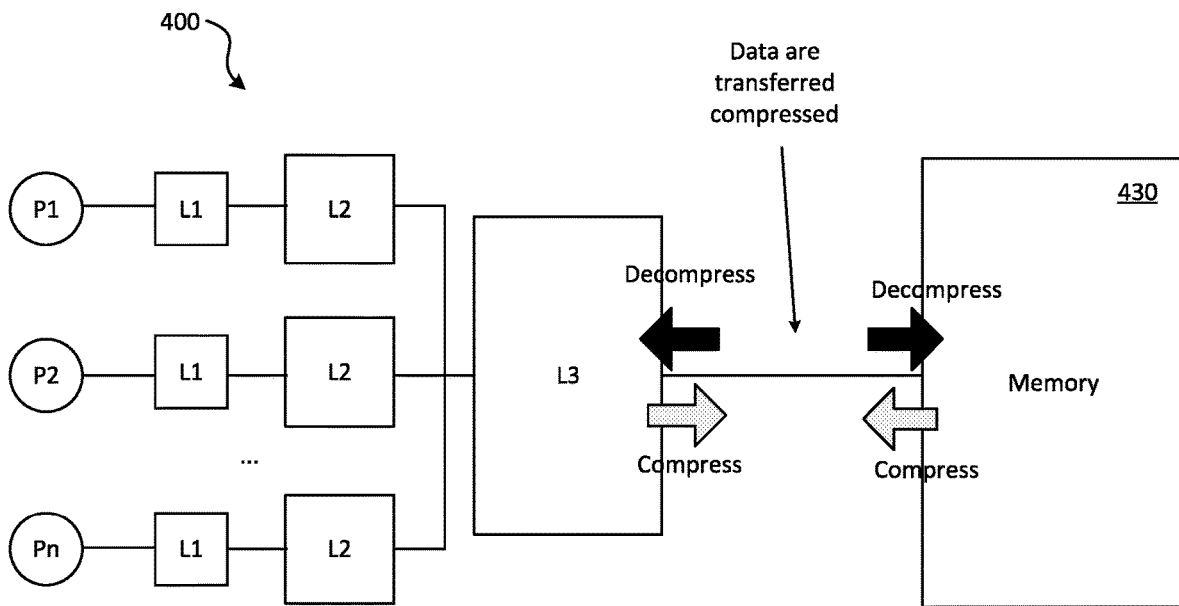 400
Data are
transferred
compressed
430
P1
L1
L2
Decompress
Decompress
P2
L1
L2
L3
Memory
Compress
Compress
...
Pn
L1
L2